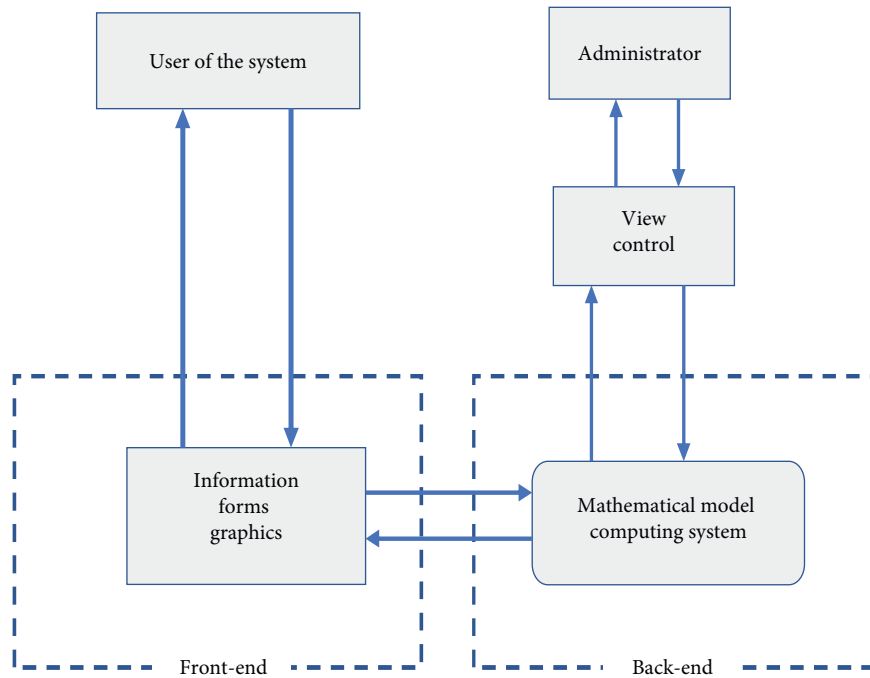 User of the system
Administrator
View
control
Information
forms
graphics
Mathematical model
computing system
Front-end
Back-end